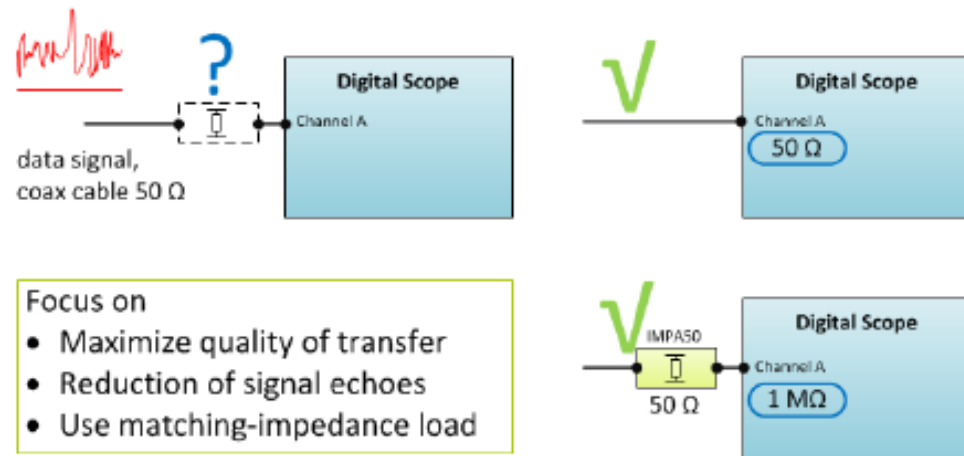 ?
Digital Scope
Channel A
data signal,
coax cable 50 Ω
√
Digital Scope
Channel A
50 Ω
Focus on
• Maximize quality of transfer
• Reduction of signal echoes
• Use matching-impedance load
√
IMPA50
50 Ω
Digital Scope
Channel A
1 MΩ